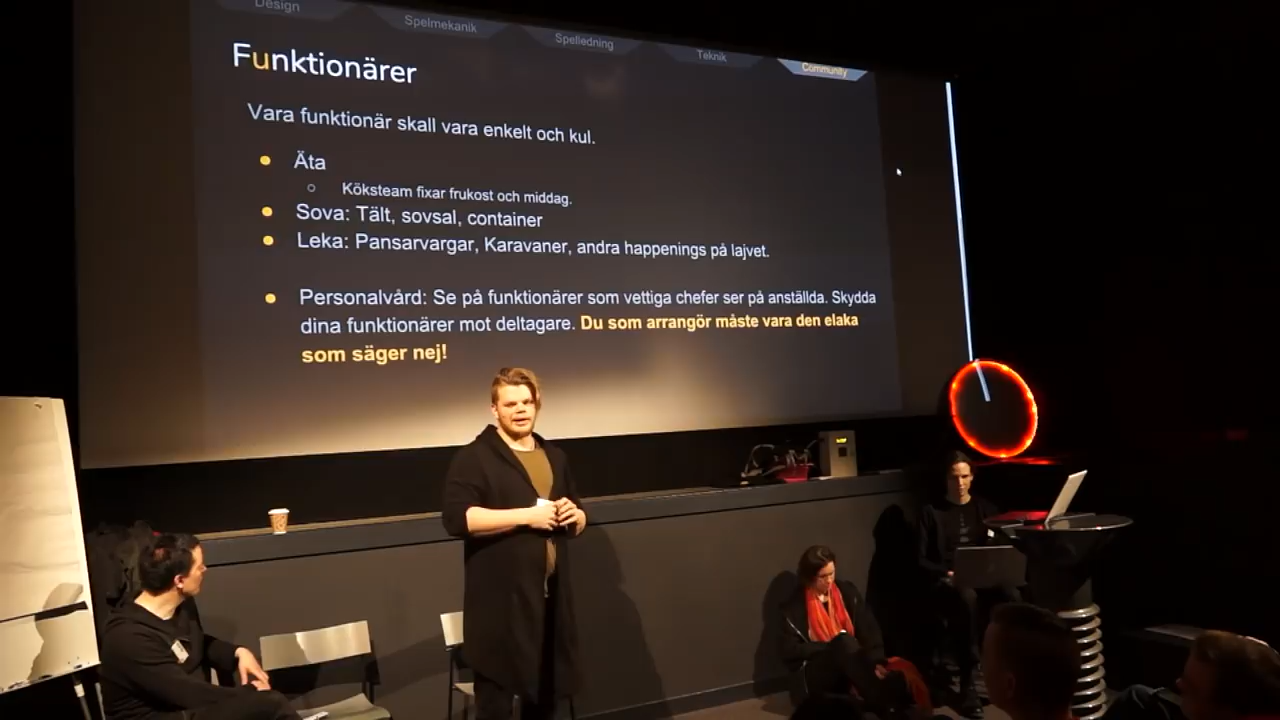 Design
Spelmekanik
Spelledning
Teknik
Community
Funktionärer
Vara funktionär skall vara enkelt och kul.
Äta
Köksteam fixar frukost och middag.
Sova: Tält, sovsal, container
Leka: Pansarvargar, Karavaner, andra happenings på lajvet.
Personalvård: Se på funktionärer som vettiga chefer ser på anställda. Skydda
dina funktionärer mot deltagare. Du som arrangör måste vara den elaka
som säger nej!